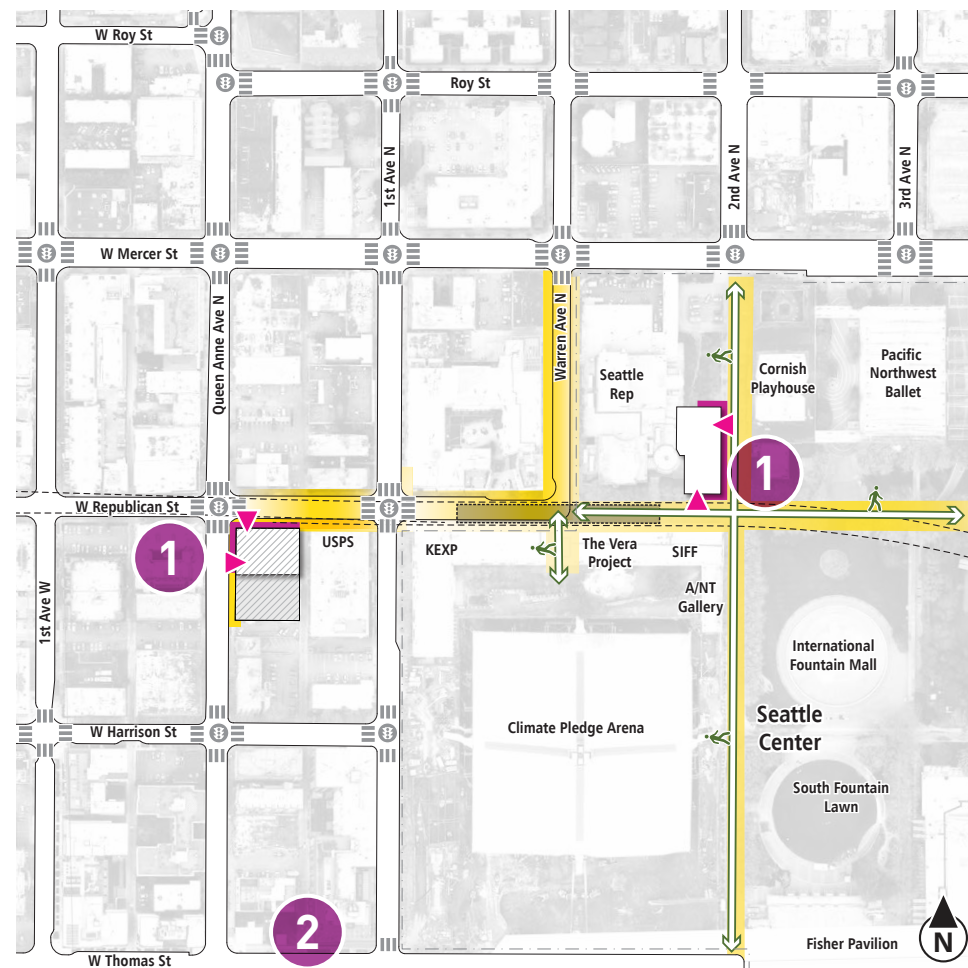 W Roy St
Roy St
1st Ave N
2nd Ave N
3rd Ave N
W Mercer St
Queen Anne Ave N
Warren Ave N
Seattle
Rep
Cornish
Playhouse
Pacific
Northwest
Ballet
1
W Republican St
1
USPS
KEXP
The Vera
Project
SIFF
A/NT
Gallery
1st Ave W
International
Fountain Mall
W Harrison St
Climate Pledge Arena
Seattle
Center
South Fountain
Lawn
2
W Thomas St
Fisher Pavilion
N